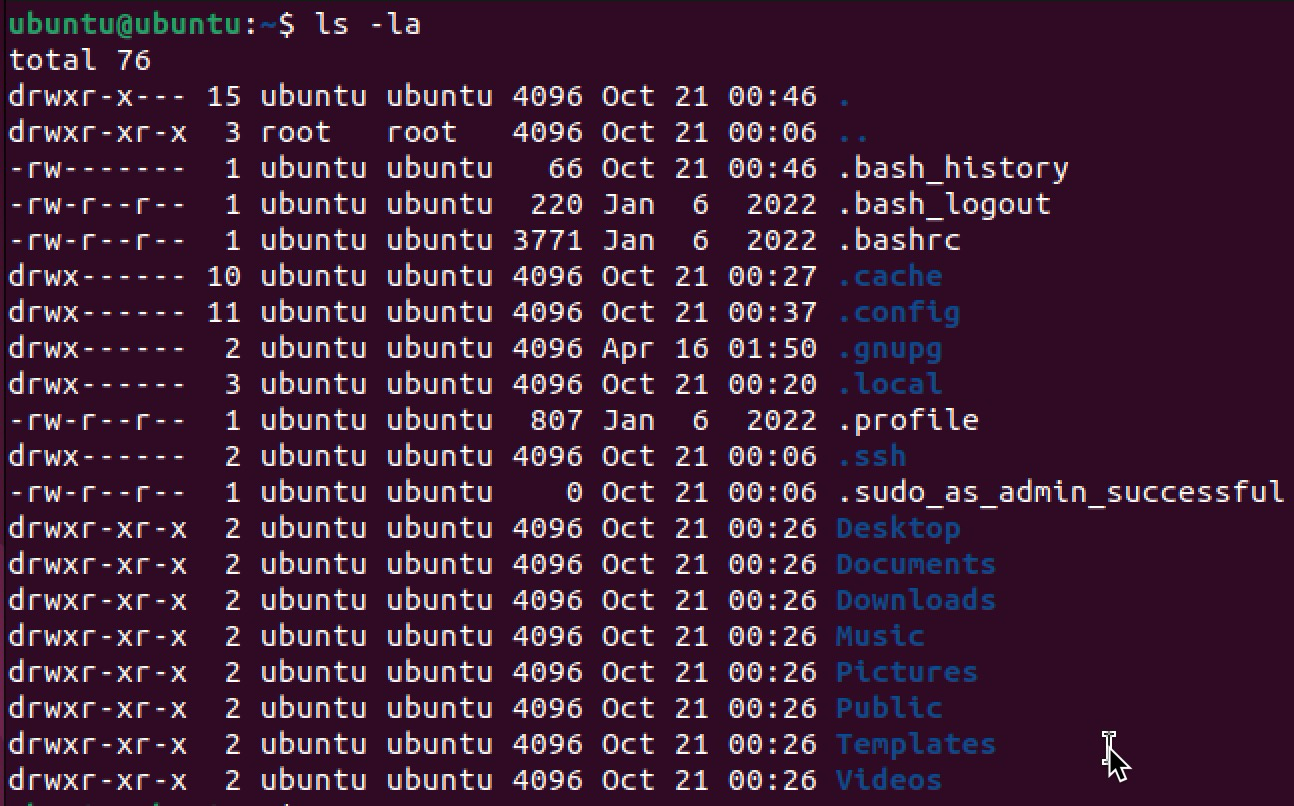 ubuntu@ubuntu:~$ ls -la
total 76
drwxr-x--- 15 ubuntu ubuntu 4096 Oct 21 00:46 .
drwxr-xr-x  3 root   root   4096 Oct 21 00:06 ..
-rw-------  1 ubuntu ubuntu   66 Oct 21 00:46 .bash_history
-rw-r--r--  1 ubuntu ubuntu  220 Jan  6  2022 .bash_logout
-rw-r--r--  1 ubuntu ubuntu 3771 Jan  6  2022 .bashrc
drwx------ 10 ubuntu ubuntu 4096 Oct 21 00:27 .cache
drwx------ 11 ubuntu ubuntu 4096 Oct 21 00:37 .config
drwx------  2 ubuntu ubuntu 4096 Apr 16 01:50 .gnupg
drwx------  3 ubuntu ubuntu 4096 Oct 21 00:20 .local
-rw-r--r--  1 ubuntu ubuntu  807 Jan  6  2022 .profile
drwx------  2 ubuntu ubuntu 4096 Oct 21 00:06 .ssh
-rw-r--r--  1 ubuntu ubuntu    0 Oct 21 00:06 .sudo_as_admin_successful
drwxr-xr-x  2 ubuntu ubuntu 4096 Oct 21 00:26 Desktop
drwxr-xr-x  2 ubuntu ubuntu 4096 Oct 21 00:26 Documents
drwxr-xr-x  2 ubuntu ubuntu 4096 Oct 21 00:26 Downloads
drwxr-xr-x  2 ubuntu ubuntu 4096 Oct 21 00:26 Music
drwxr-xr-x  2 ubuntu ubuntu 4096 Oct 21 00:26 Pictures
drwxr-xr-x  2 ubuntu ubuntu 4096 Oct 21 00:26 Public
drwxr-xr-x  2 ubuntu ubuntu 4096 Oct 21 00:26 Templates
drwxr-xr-x  2 ubuntu ubuntu 4096 Oct 21 00:26 Videos